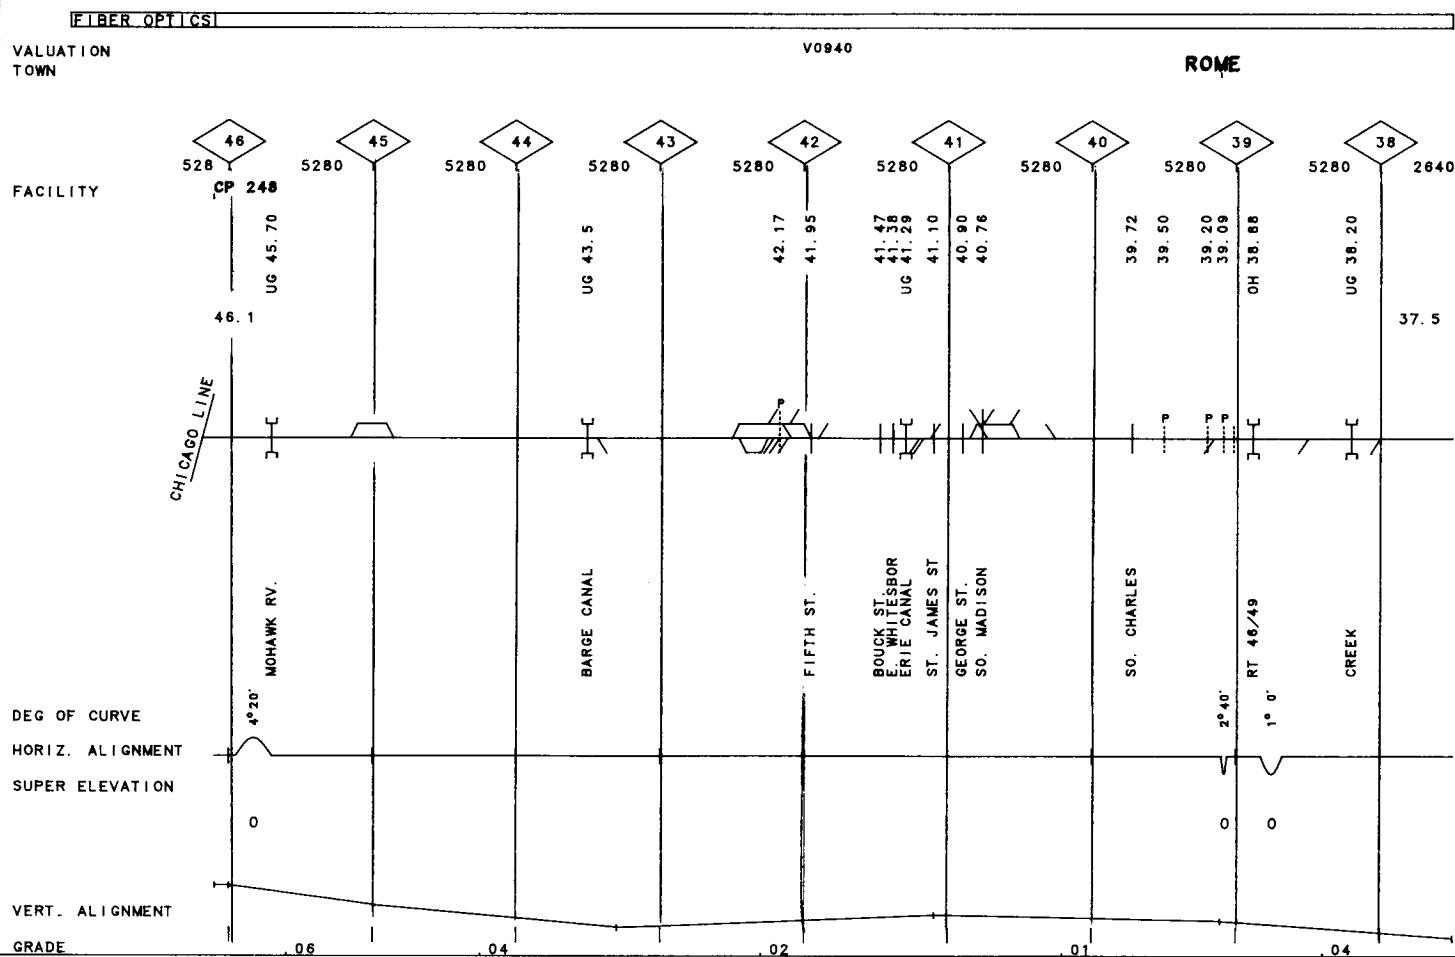 FIBER OPTICS
VALUATION V0940
TOWN ROME
46 45 44 43 42 41 40 39 38
528 5280 5280 5280 5280 5280 5280 5280 5280 2640
FACILITY CP 248
UG 45.70
UG 43.5
42.17
41.95
41.47
41.38
UG 41.29
41.10
40.90
40.76
39.72
39.50
39.20
39.09
OH 38.88
UG 38.20
46.1 37.5
CHICAGO LINE
P P P P
MOHAWK RV.
BARGE CANAL
FIFTH ST.
BOUCK ST.
E. WHITESBOR
ERIE CANAL
ST. JAMES ST
GEORGE ST.
SO. MADISON
SO. CHARLES
RT 46/49
CREEK
DEG OF CURVE 4°20' 2°40' 1° 0'
HORIZ. ALIGNMENT
SUPER ELEVATION
0 0 0
VERT. ALIGNMENT
GRADE .06 .04 .02 .01 .04